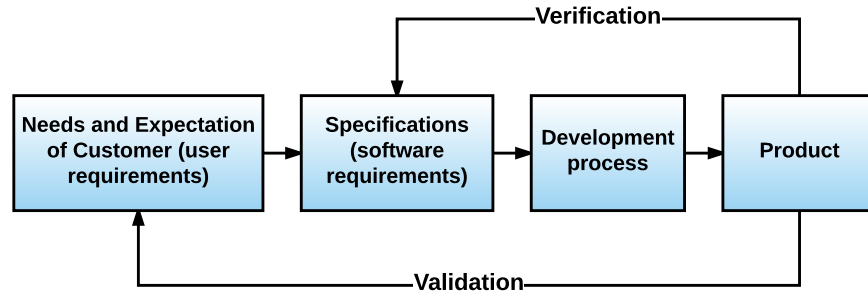 Verification
Needs and Expectation
of Customer (user
requirements)
Specifications
(software
requirements)
Development
process
Product
Validation